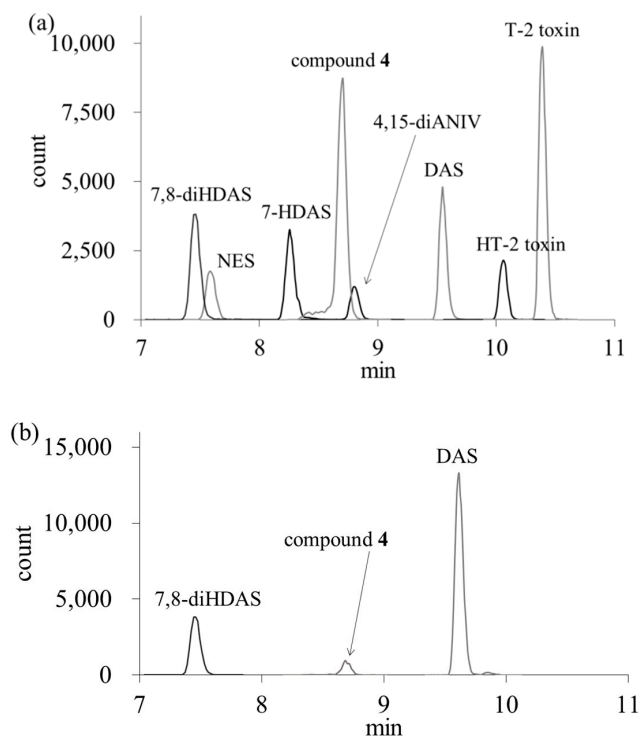 (a)
10,000
7,500
5,000
2,500
0
count
T-2 toxin
compound 4
4,15-diANIV
7,8-diHDAS
7-HDAS
DAS
NES
HT-2 toxin
7 8 9 10 11
min
(b)
15,000
10,000
5,000
0
count
DAS
compound 4
7,8-diHDAS
7 8 9 10 11
min